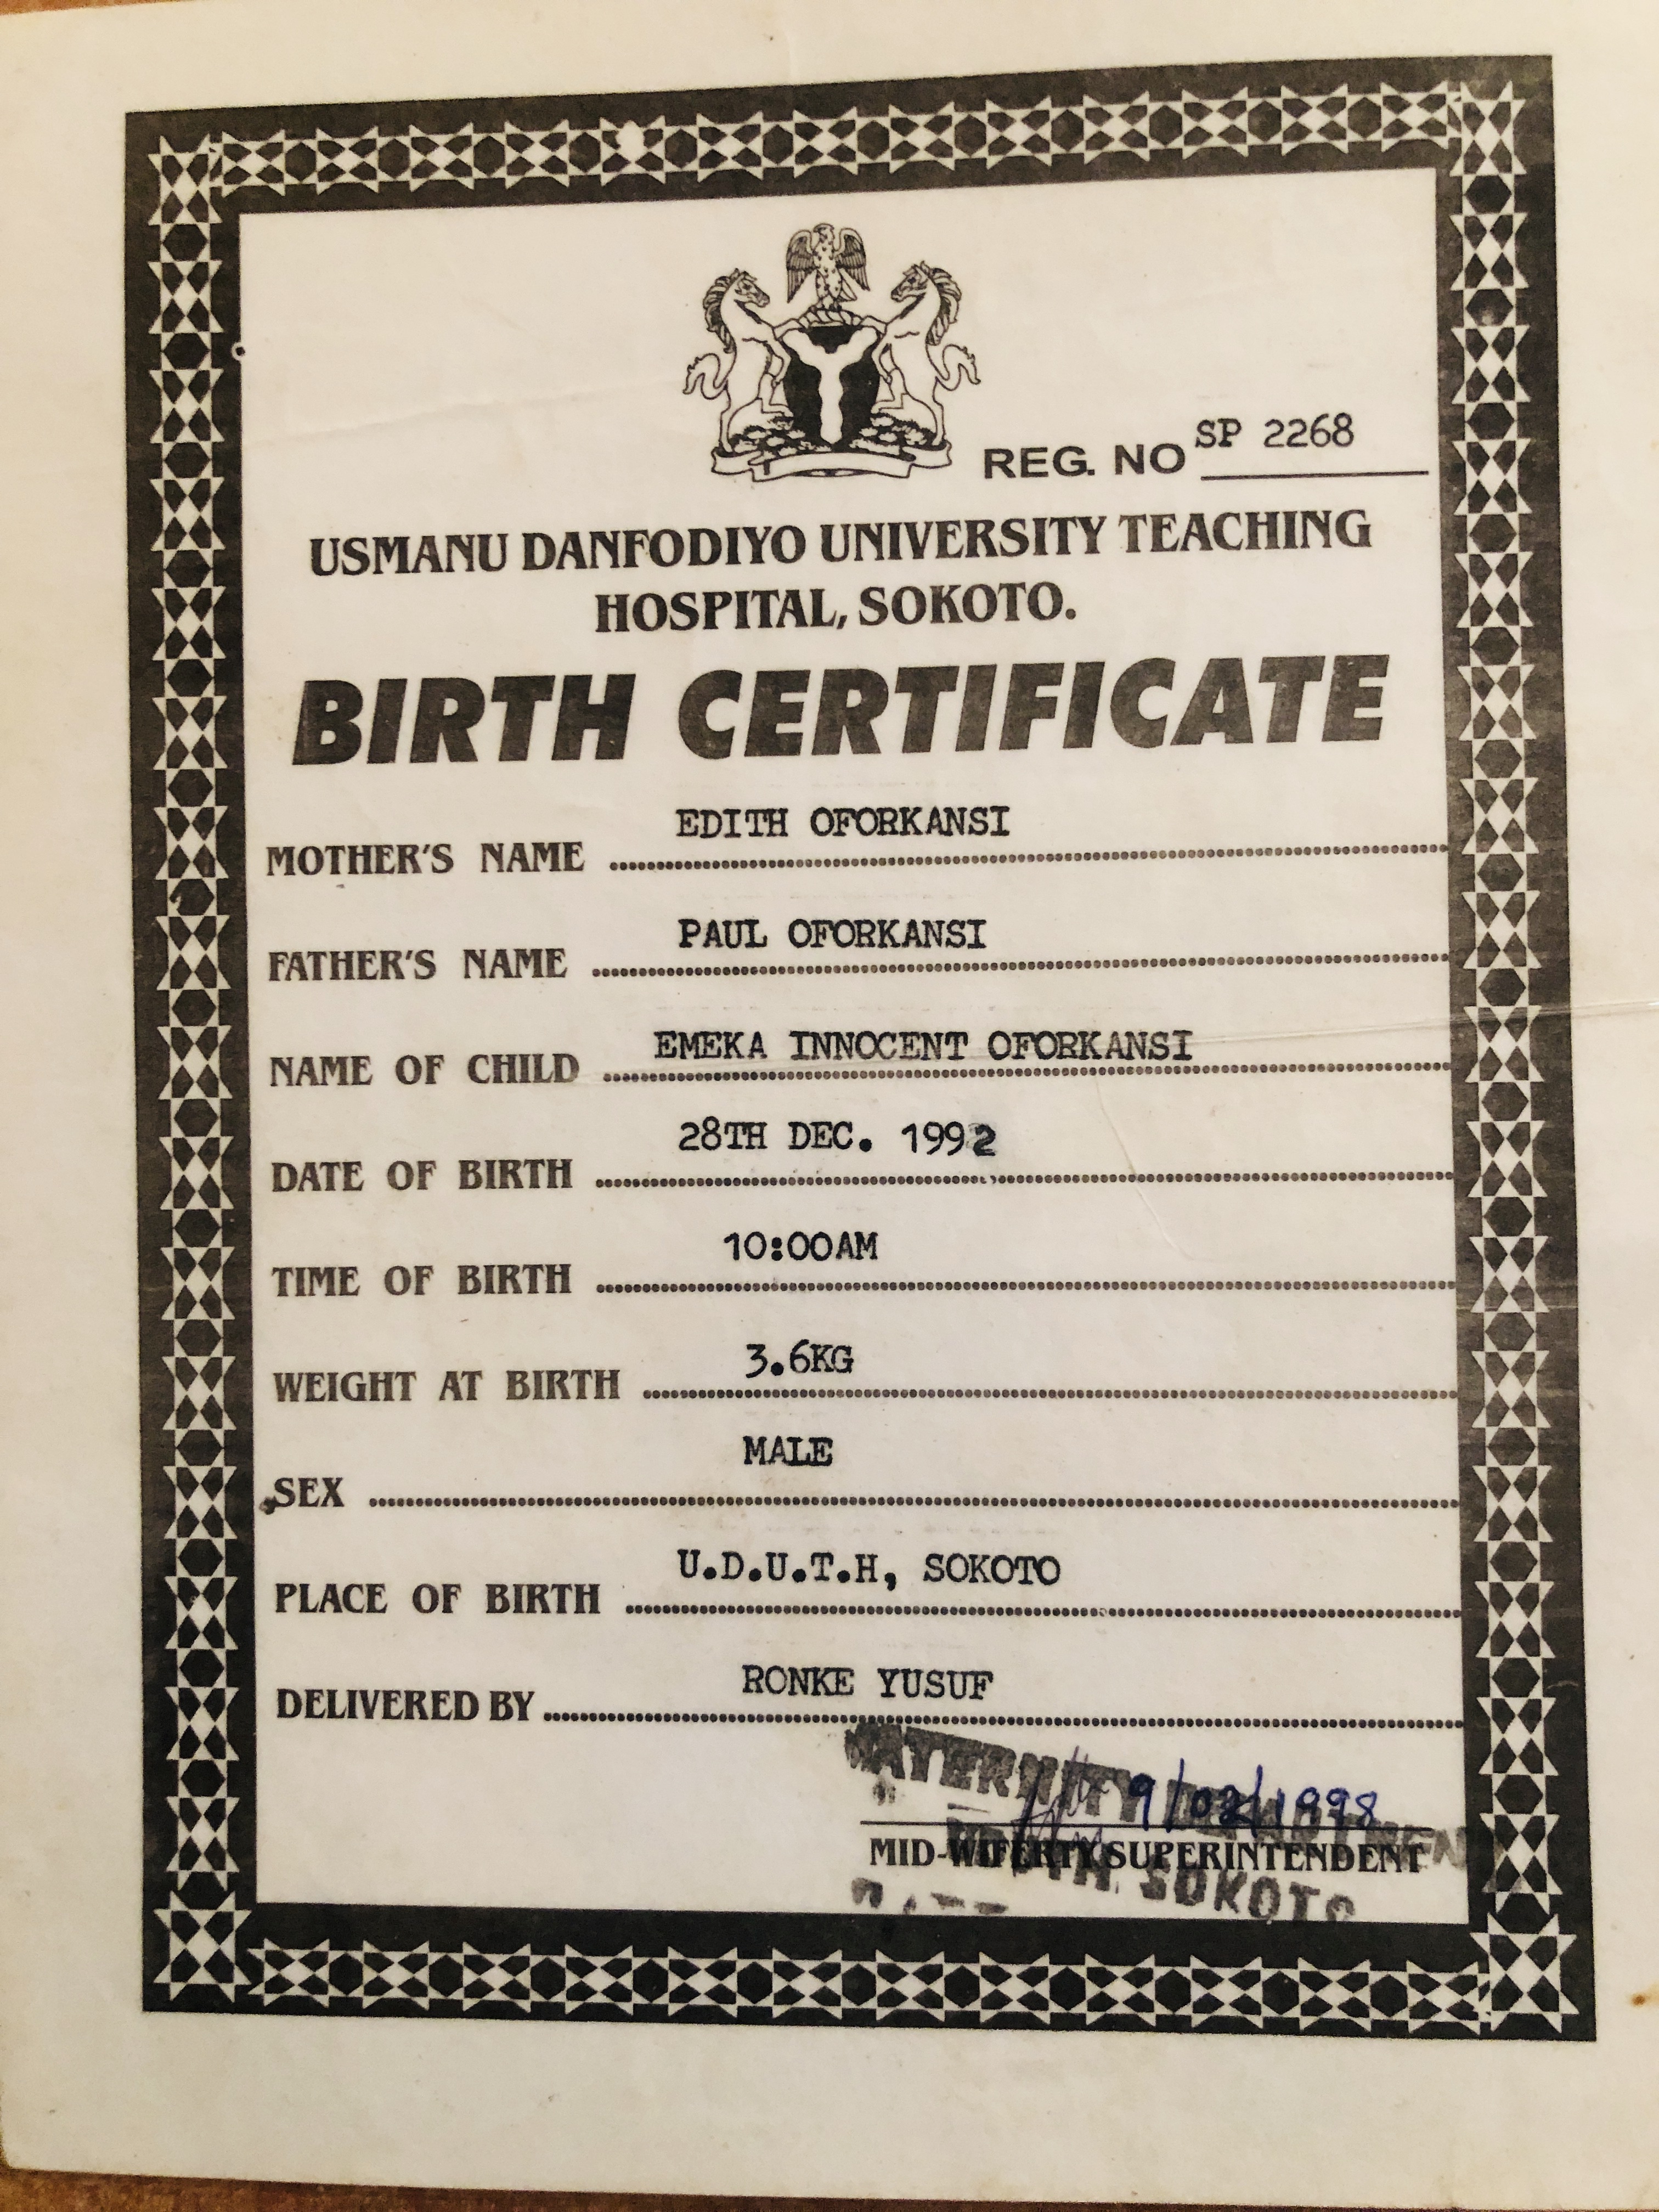 REG. NO SP 2268
USMANU DANFODIYO UNIVERSITY TEACHING
HOSPITAL, SOKOTO.
BIRTH CERTIFICATE
MOTHER'S NAME EDITH OFORKANSI
FATHER'S NAME PAUL OFORKANSI
NAME OF CHILD EMEKA INNOCENT OFORKANSI
DATE OF BIRTH 28TH DEC. 1992
TIME OF BIRTH 10:00AM
WEIGHT AT BIRTH 3.6KG
SEX MALE
PLACE OF BIRTH U.D.U.T.H, SOKOTO
DELIVERED BY RONKE YUSUF
MATERNITY
9/02/1998
MID-WIFERTY SUPERINTENDENT
SOKOTO